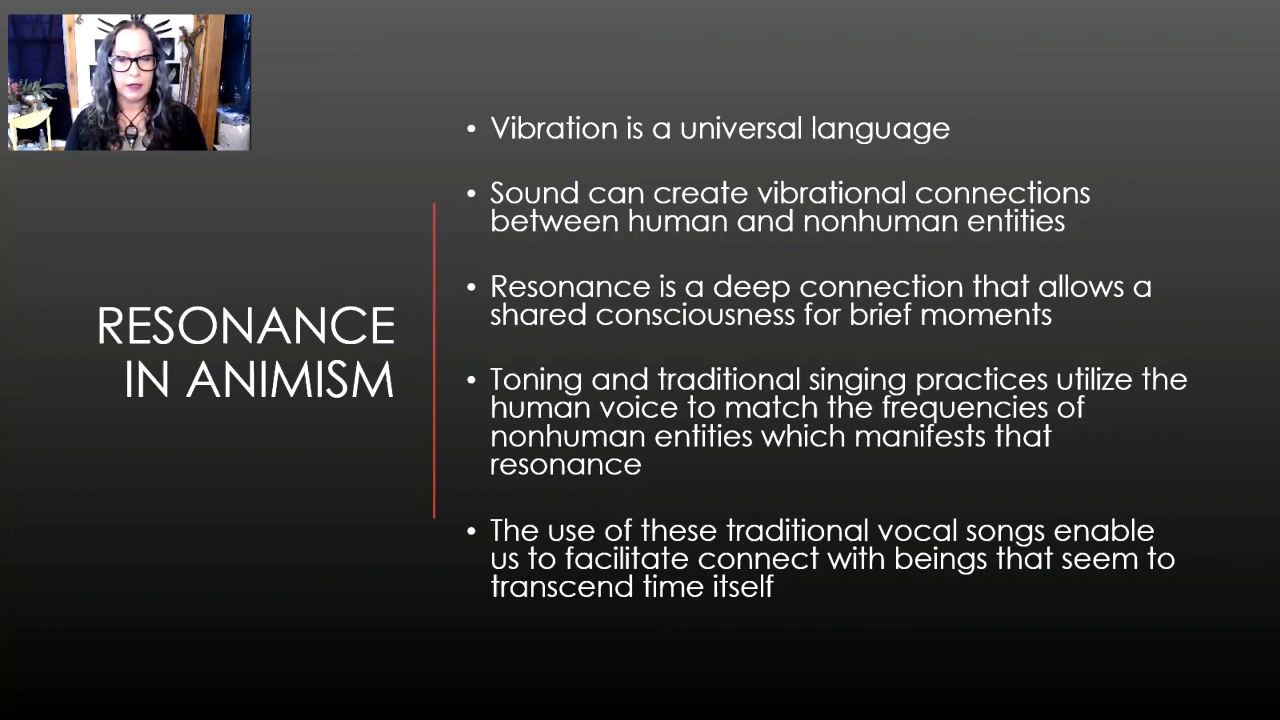 RESONANCE
IN ANIMISM
• Vibration is a universal language
• Sound can create vibrational connections
between human and nonhuman entities
• Resonance is a deep connection that allows a
shared consciousness for brief moments
• Toning and traditional singing practices utilize the
human voice to match the frequencies of
nonhuman entities which manifests that
resonance
• The use of these traditional vocal songs enable
us to facilitate connect with beings that seem to
transcend time itself